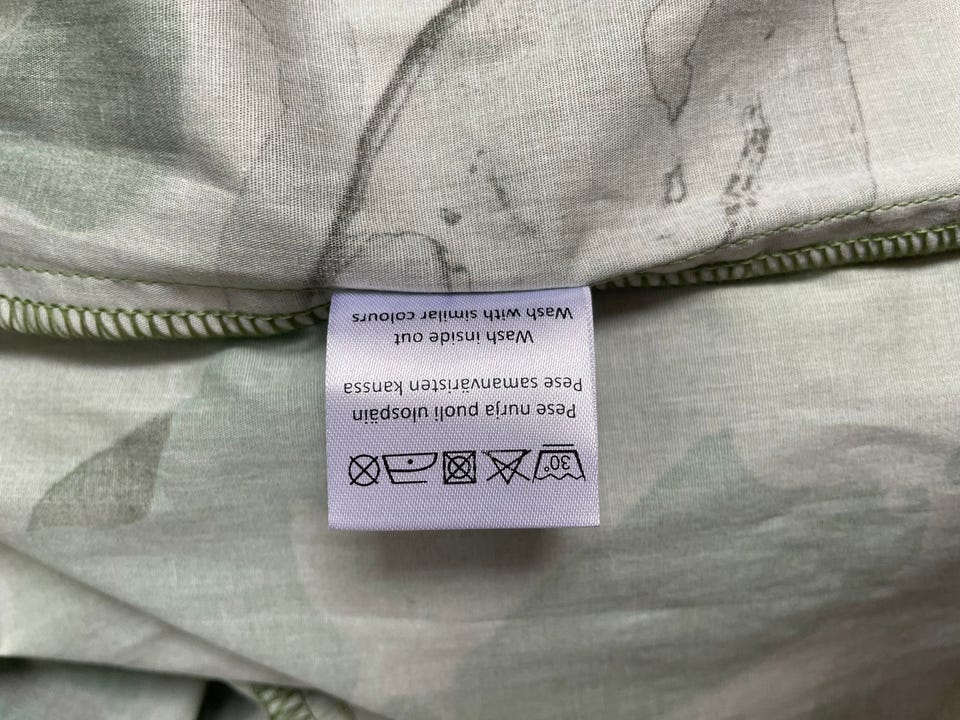 30°
Pese nurja puoli ulospäin
Pese samanväristen kanssa
Wash inside out
Wash with similar colours